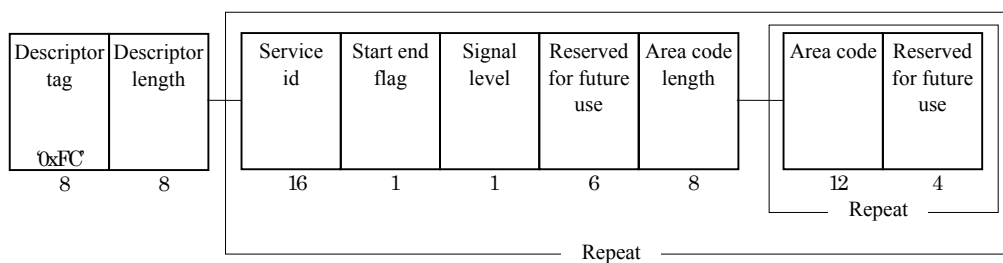 Descriptor tag
Descriptor length
Service id
Start end flag
Signal level
Reserved for future use
Area code length
Area code
Reserved for future use
'0xFC'
8
8
16
1
1
6
8
12
4
Repeat
Repeat